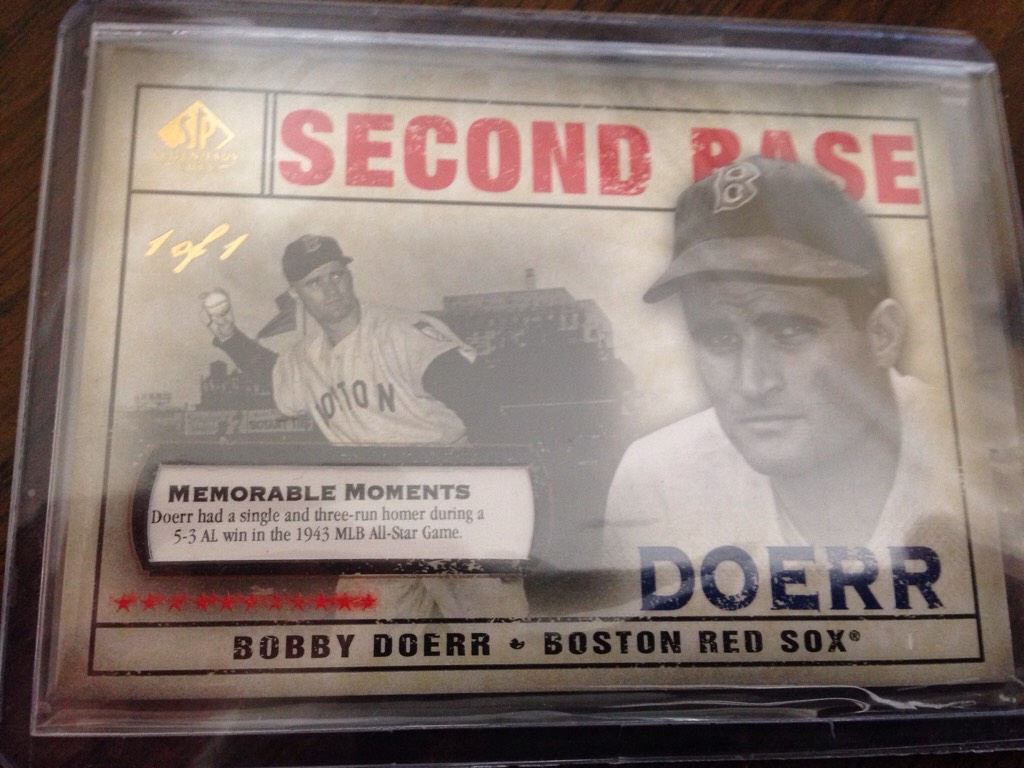 SP
SECOND BASE
1 of 1
B
MEMORABLE MOMENTS
Doerr had a single and three-run homer during a
5-3 AL win in the 1943 MLB All-Star Game.
DOERR
BOBBY DOERR • BOSTON RED SOX®